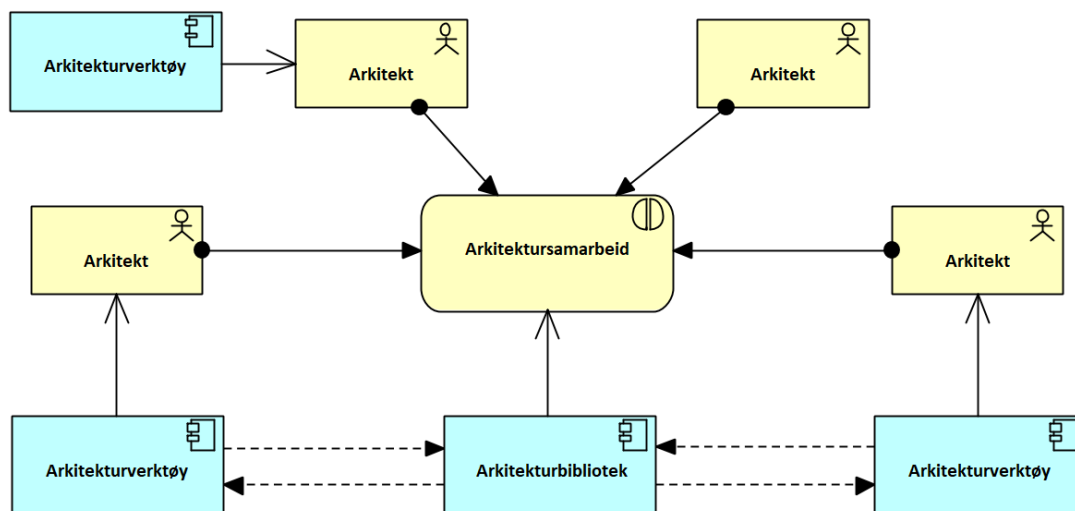 Arkitekturverktøy
Arkitekt
Arkitekt
Arkitekt
Arkitektursamarbeid
Arkitekt
Arkitekturverktøy
Arkitekturbibliotek
Arkitekturverktøy